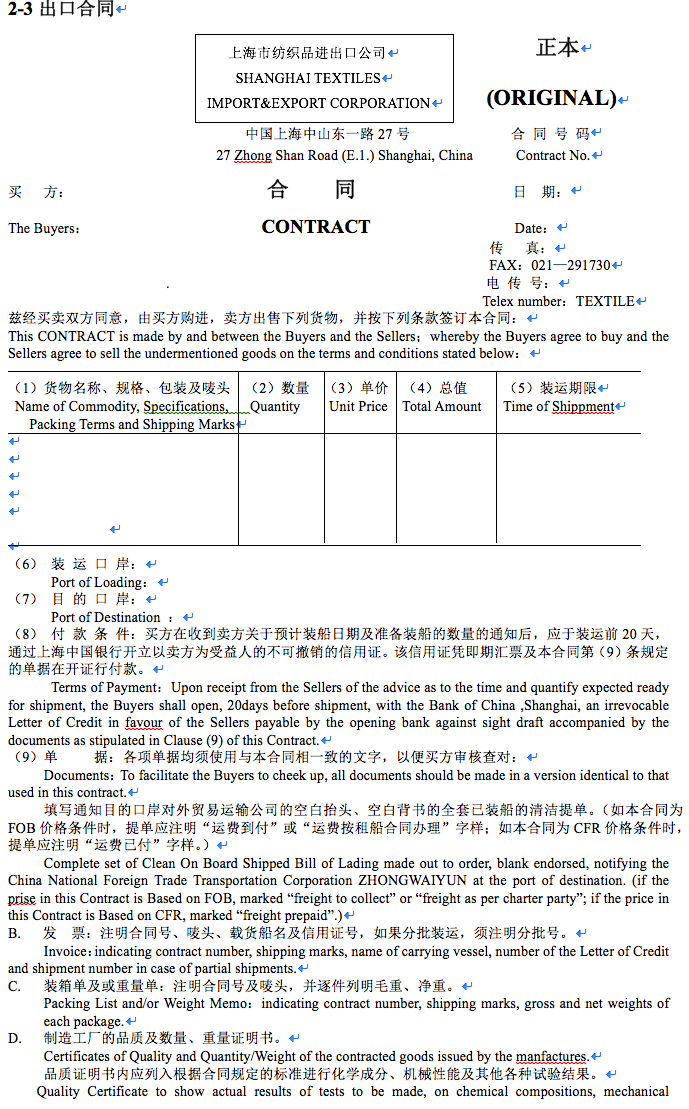 2-3 出口合同
上海市纺织品进出口公司
SHANGHAI TEXTILES
IMPORT&EXPORT CORPORATION
正本
(ORIGINAL)
中国上海中山东一路 27 号 合 同 号 码
27 Zhong Shan Road (E.1.) Shanghai, China Contract No.
买 方： 合 同 日 期：
The Buyers: CONTRACT Date：
传 真：
FAX：021—291730
电 传 号：
Telex number：TEXTILE
兹经买卖双方同意，由买方购进，卖方出售下列货物，并按下列条款签订本合同：
This CONTRACT is made by and between the Buyers and the Sellers；whereby the Buyers agree to buy and the
Sellers agree to sell the undermentioned goods on the terms and conditions stated below：
（1）货物名称、规格、包装及唛头 （2）数量 （3）单价 （4）总值 （5）装运期限
Name of Commodity, Specifications, Quantity Unit Price Total Amount Time of Shippment
Packing Terms and Shipping Marks
（6） 装 运 口 岸：
Port of Loading：
（7） 目 的 口 岸：
Port of Destination ：
（8） 付 款 条 件：买方在收到卖方关于预计装船日期及准备装船的数量的通知后，应于装运前 20 天，
通过上海中国银行开立以卖方为受益人的不可撤销的信用证。该信用证凭即期汇票及本合同第（9）条规定
的单据在开证行付款。
Terms of Payment：Upon receipt from the Sellers of the advice as to the time and quantify expected ready
for shipment, the Buyers shall open, 20days before shipment, with the Bank of China ,Shanghai, an irrevocable
Letter of Credit in favour of the Sellers payable by the opening bank against sight draft accompanied by the
documents as stipulated in Clause (9) of this Contract.
（9）单 据：各项单据均须使用与本合同相一致的文字，以便买方审核查对：
Documents：To facilitate the Buyers to cheek up, all documents should be made in a version identical to that
used in this contract.
填写通知目的口岸对外贸易运输公司的空白抬头、空白背书的全套已装船的清洁提单。（如本合同为
FOB 价格条件时，提单应注明“运费到付”或“运费按租船合同办理”字样；如本合同为 CFR 价格条件时，
提单应注明“运费已付”字样。）
Complete set of Clean On Board Shipped Bill of Lading made out to order, blank endorsed, notifying the
China National Foreign Trade Transportation Corporation ZHONGWAIYUN at the port of destination. (if the
prise in this Contract is Based on FOB, marked “freight to collect” or “freight as per charter party”; if the price in
this Contract is Based on CFR, marked “freight prepaid”.)
B. 发 票：注明合同号、唛头、载货船名及信用证号，如果分批装运，须注明分批号。
Invoice：indicating contract number, shipping marks, name of carrying vessel, number of the Letter of Credit
and shipment number in case of partial shipments.
C. 装箱单及或重量单：注明合同号及唛头，并逐件列明毛重、净重。
Packing List and/or Weight Memo：indicating contract number, shipping marks, gross and net weights of
each package.
D. 制造工厂的品质及数量、重量证明书。
Certificates of Quality and Quantity/Weight of the contracted goods issued by the manfactures.
品质证明书内应列入根据合同规定的标准进行化学成分、机械性能及其他各种试验结果。
Quality Certificate to show actual results of tests to be made, on chemical compositions, mechanical